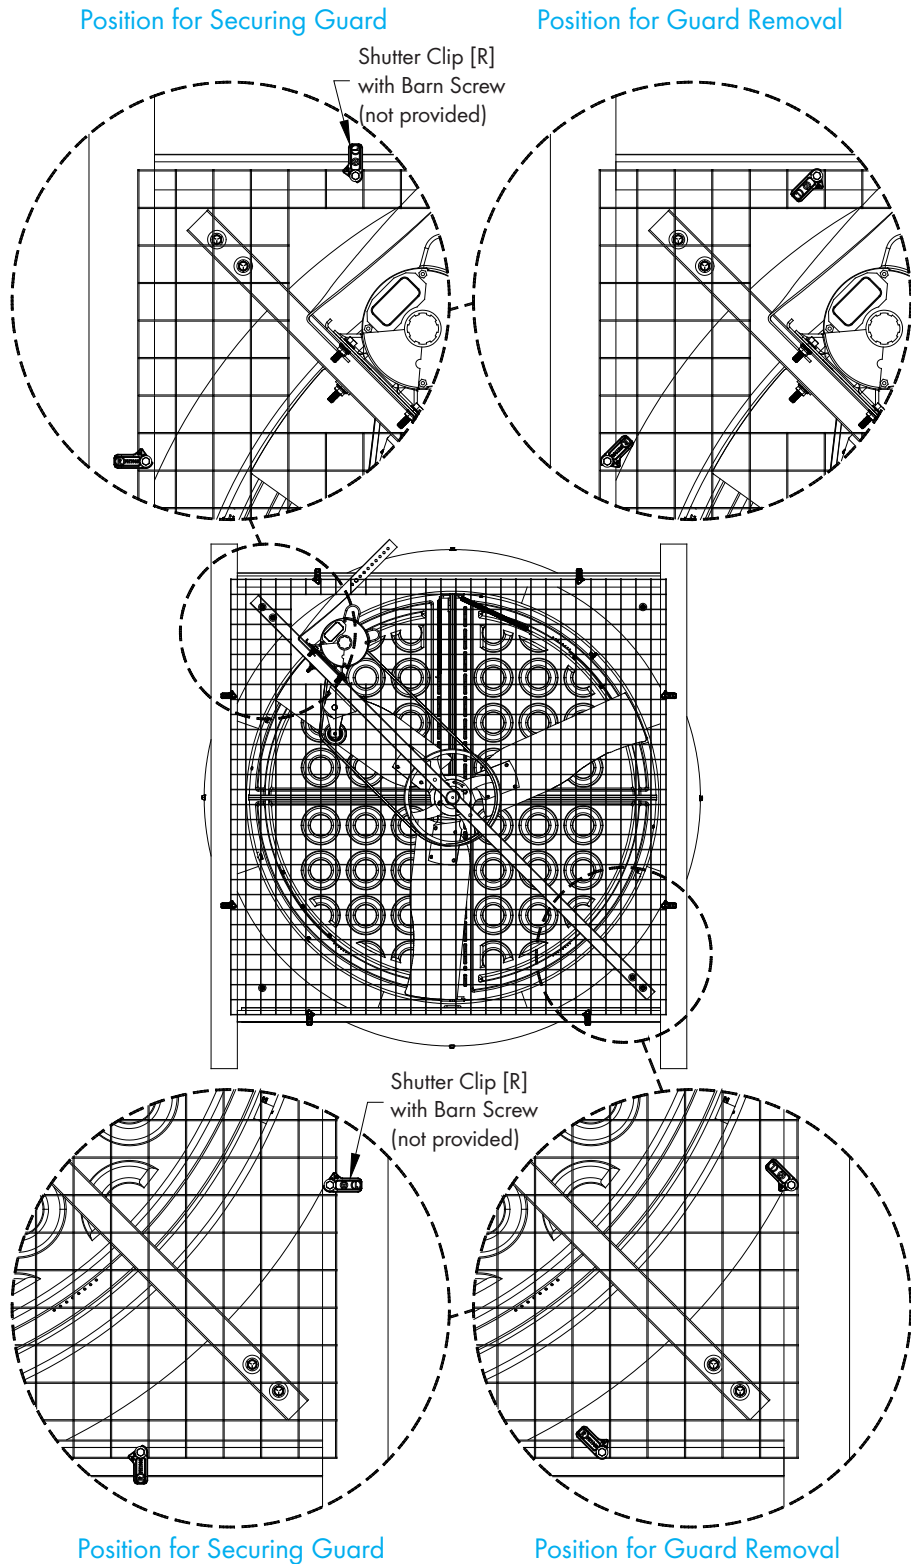 Position for Securing Guard
Position for Guard Removal
Shutter Clip [R]
with Barn Screw
(not provided)
Shutter Clip [R]
with Barn Screw
(not provided)
Position for Securing Guard
Position for Guard Removal